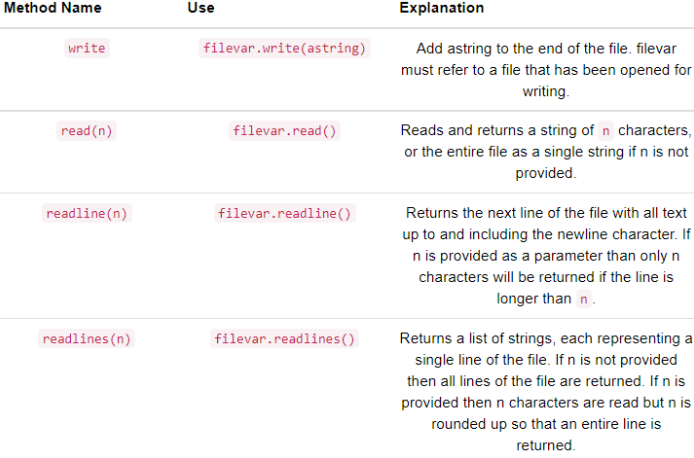 Method Name Use Explanation
write filevar.write(astring) Add astring to the end of the file. filevar
must refer to a file that has been opened for
writing.
read(n) filevar.read() Reads and returns a string of n characters,
or the entire file as a single string if n is not
provided.
readline(n) filevar.readline() Returns the next line of the file with all text
up to and including the newline character. If
n is provided as a parameter than only n
characters will be returned if the line is
longer than n .
readlines(n) filevar.readlines() Returns a list of strings, each representing a
single line of the file. If n is not provided
then all lines of the file are returned. If n is
provided then n characters are read but n is
rounded up so that an entire line is
returned.